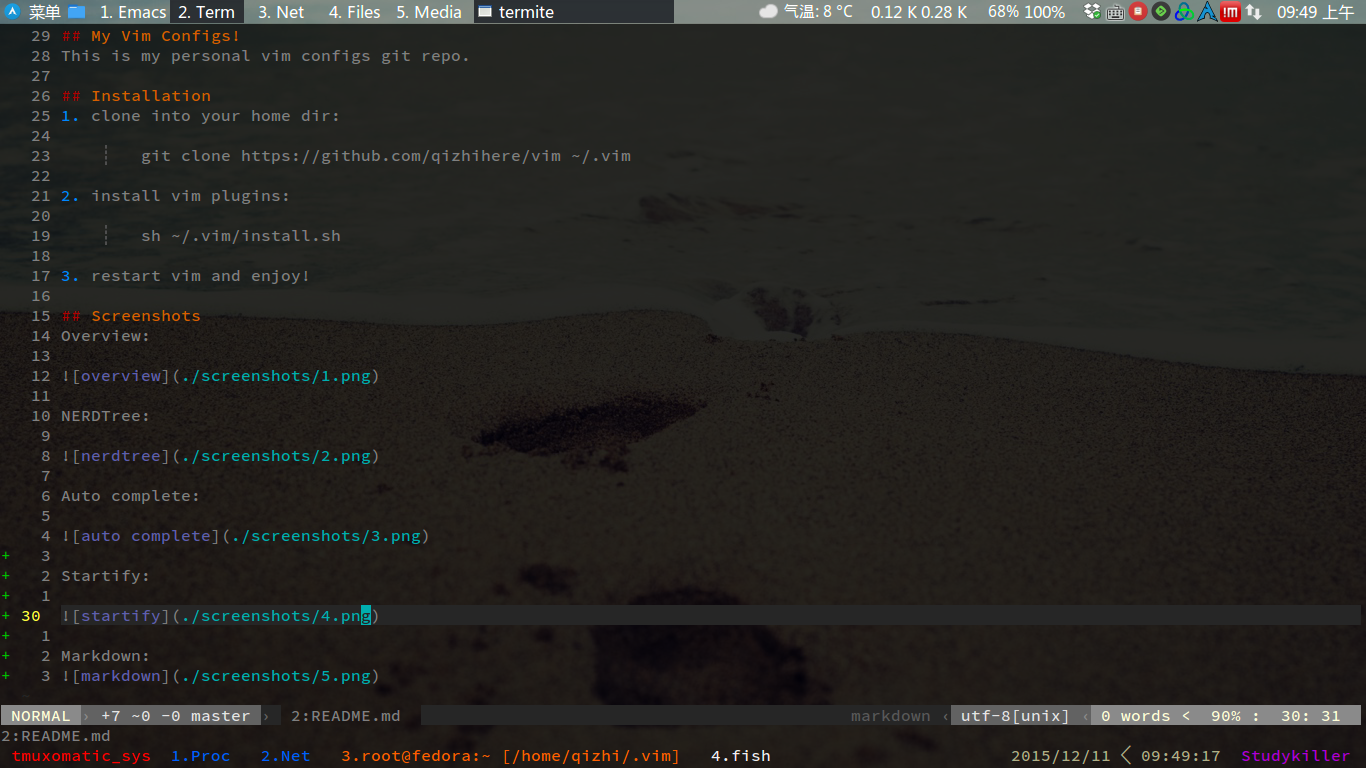 菜单 1. Emacs 2. Term 3. Net 4. Files 5. Media termite 气温: 8 °C 0.12 K 0.28 K 68% 100% !m 09:49 上午
29 ## My Vim Configs!
28 This is my personal vim configs git repo.
27
26 ## Installation
25 1. clone into your home dir:
24
23 ┊ git clone https://github.com/qizhihere/vim ~/.vim
22
21 2. install vim plugins:
20
19 ┊ sh ~/.vim/install.sh
18
17 3. restart vim and enjoy!
16
15 ## Screenshots
14 Overview:
13
12 ![overview](./screenshots/1.png)
11
10 NERDTree:
9
8 ![nerdtree](./screenshots/2.png)
7
6 Auto complete:
5
4 ![auto complete](./screenshots/3.png)
+ 3
+ 2 Startify:
+ 1
+ 30 ![startify](./screenshots/4.png)
+ 1
+ 2 Markdown:
+ 3 ![markdown](./screenshots/5.png)
NORMAL › +7 ~0 -0 master › 2:README.md markdown ‹ utf-8[unix] ‹ 0 words < 90% : 30: 31
2:README.md
tmuxomatic_sys 1.Proc 2.Net 3.root@fedora:~ [/home/qizhi/.vim] 4.fish 2015/12/11 < 09:49:17 Studykiller